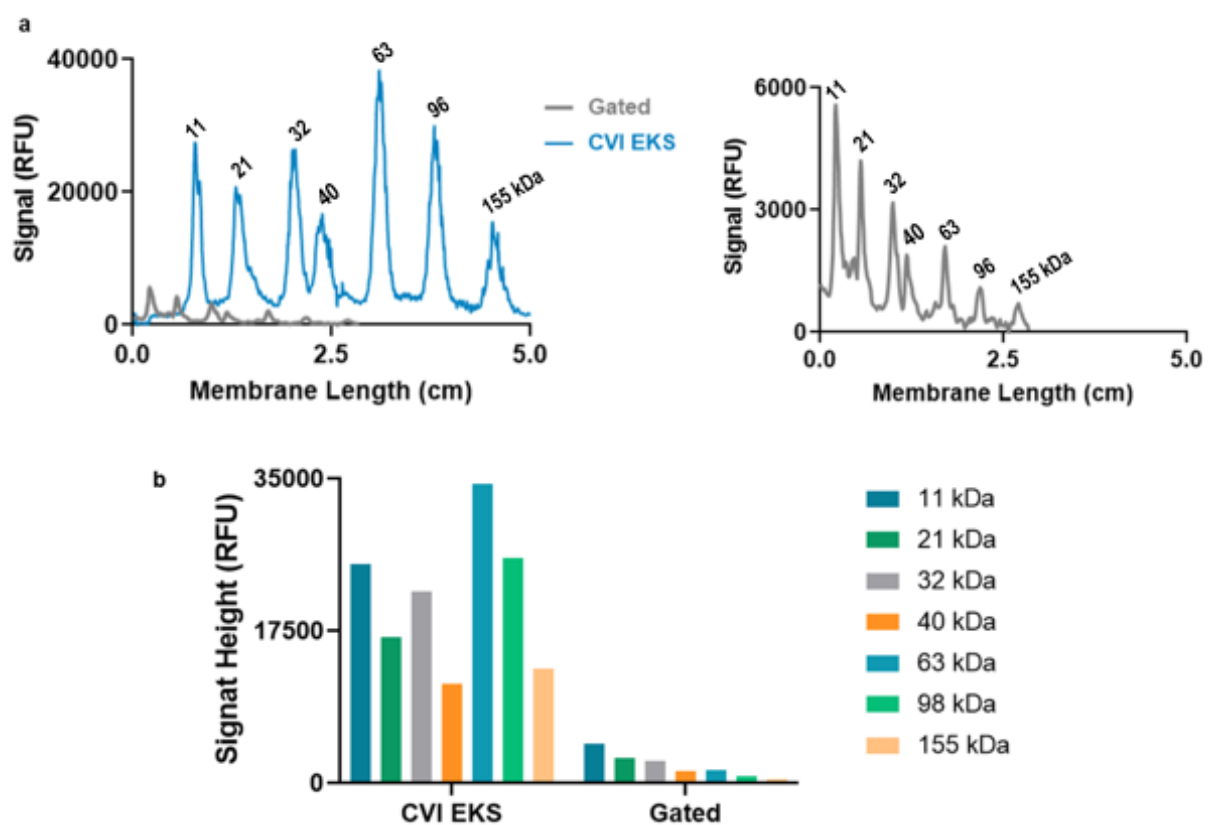 a
40000
20000
0
Signal (RFU)
11
21
32
40
63
96
155 kDa
Gated
CVI EKS
0.0
2.5
5.0
Membrane Length (cm)
6000
3000
0
Signal (RFU)
11
21
32
40
63
96
155 kDa
0.0
2.5
5.0
Membrane Length (cm)
b
35000
17500
0
Signat Height (RFU)
CVI EKS
Gated
11 kDa
21 kDa
32 kDa
40 kDa
63 kDa
98 kDa
155 kDa